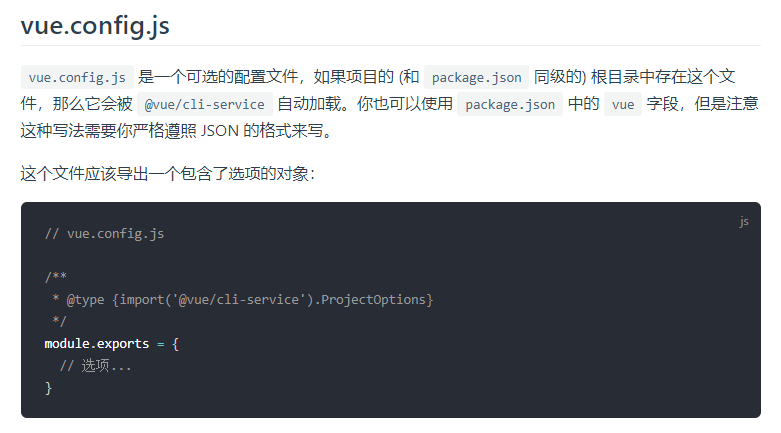 vue.config.js
vue.config.js 是一个可选的配置文件，如果项目的 (和 package.json 同级的) 根目录中存在这个文
件，那么它会被 @vue/cli-service 自动加载。你也可以使用 package.json 中的 vue 字段，但是注意
这种写法需要你严格遵照 JSON 的格式来写。
这个文件应该导出一个包含了选项的对象：
js
// vue.config.js
/**
 * @type {import('@vue/cli-service').ProjectOptions}
 */
module.exports = {
  // 选项...
}